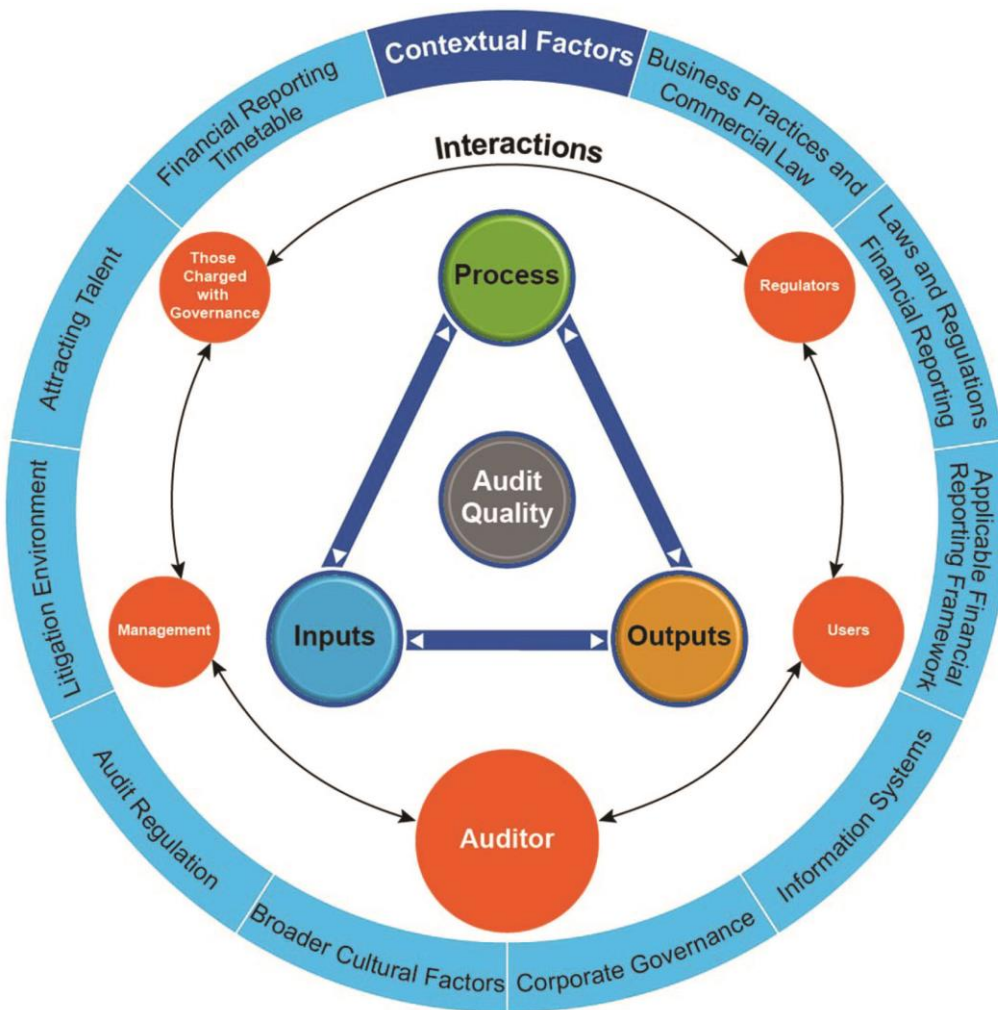 Contextual Factors
Business Practices and
Commercial Law
Laws and Regulations
Financial Reporting
Applicable Financial
Reporting Framework
Information Systems
Corporate Governance
Broader Cultural Factors
Audit Regulation
Litigation Environment
Attracting Talent
Financial Reporting
Timetable
Interactions
Those
Charged
with
Governance
Regulators
Management
Users
Auditor
Process
Audit
Quality
Inputs
Outputs